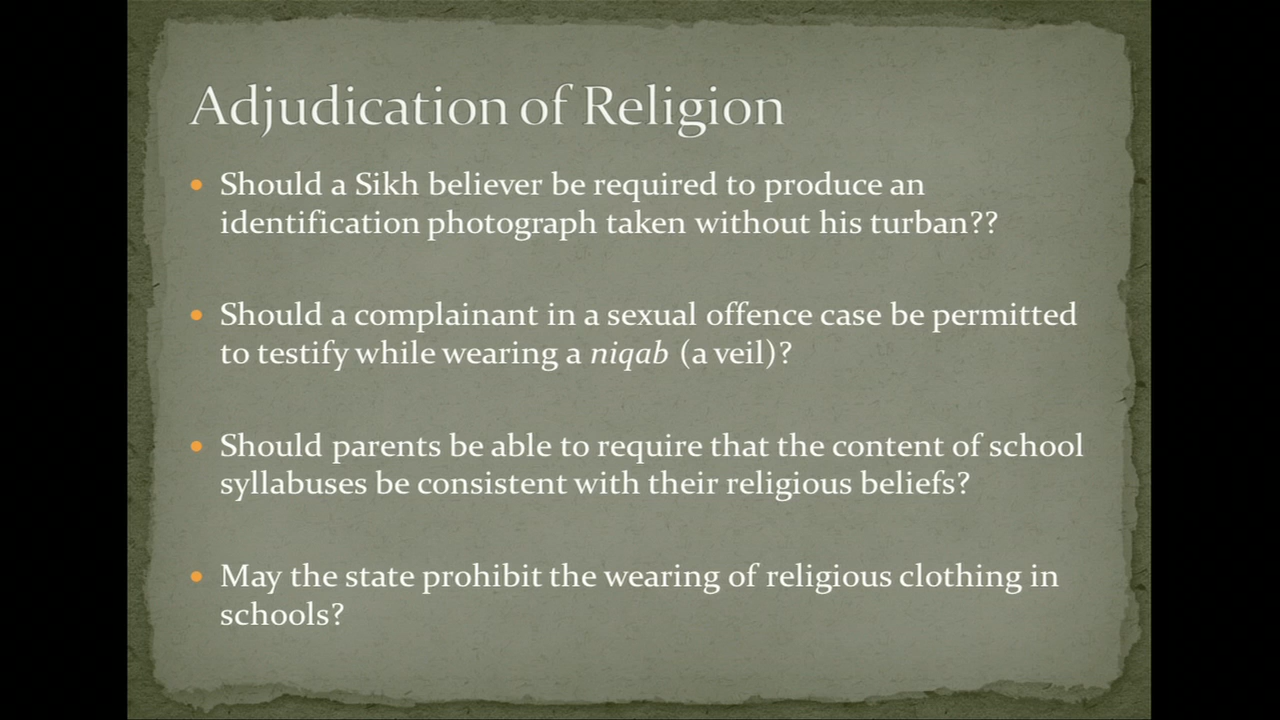 Adjudication of Religion
• Should a Sikh believer be required to produce an
identification photograph taken without his turban??
• Should a complainant in a sexual offence case be permitted
to testify while wearing a niqab (a veil)?
• Should parents be able to require that the content of school
syllabuses be consistent with their religious beliefs?
• May the state prohibit the wearing of religious clothing in
schools?